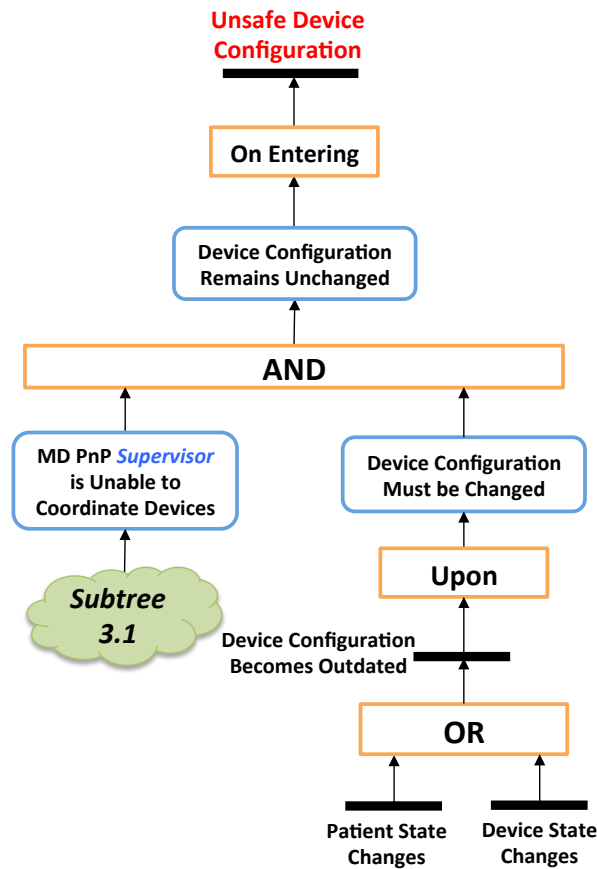 Unsafe Device
Configuration
On Entering
Device Configuration
Remains Unchanged
AND
MD PnP Supervisor
is Unable to
Coordinate Devices
Device Configuration
Must be Changed
Upon
Subtree
3.1
Device Configuration
Becomes Outdated
OR
Patient State
Changes
Device State
Changes